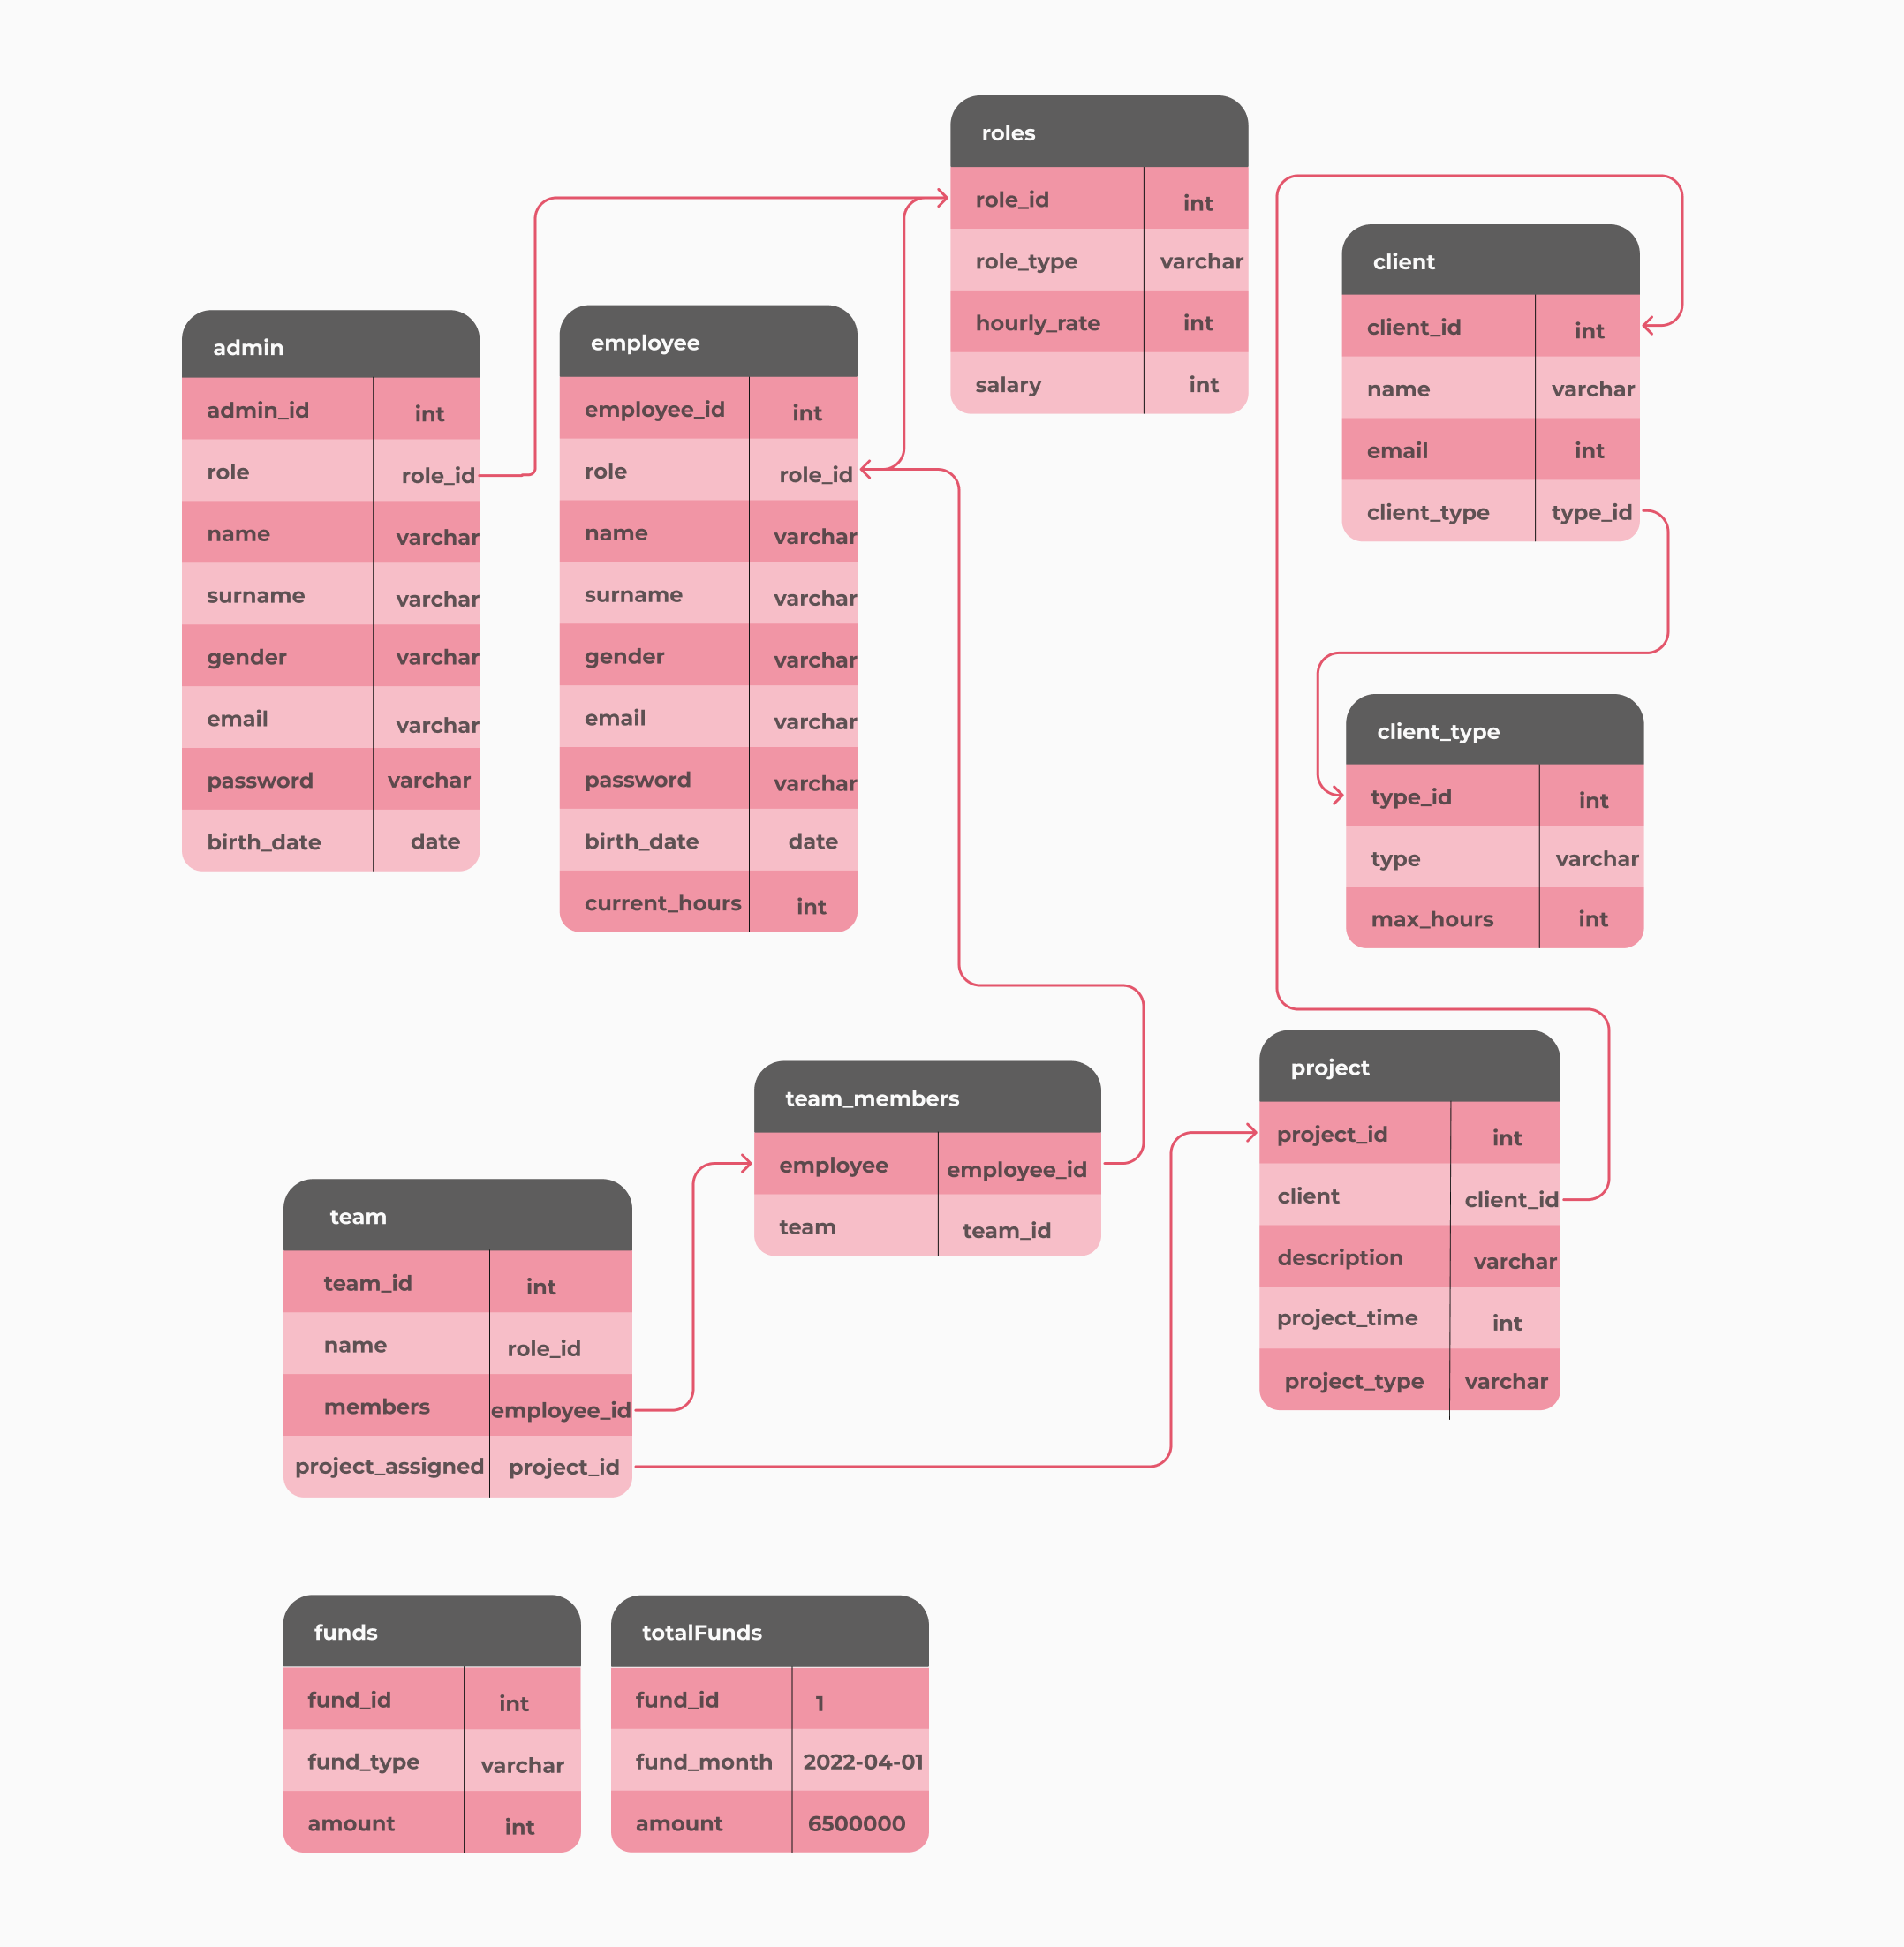 roles
role_id int
role_type varchar
hourly_rate int
salary int
client
client_id int
name varchar
email int
client_type type_id
admin
admin_id int
role role_id
name varchar
surname varchar
gender varchar
email varchar
password varchar
birth_date date
employee
employee_id int
role role_id
name varchar
surname varchar
gender varchar
email varchar
password varchar
birth_date date
current_hours int
client_type
type_id int
type varchar
max_hours int
team_members
employee employee_id
team team_id
project
project_id int
client client_id
description varchar
project_time int
project_type varchar
team
team_id int
name role_id
members employee_id
project_assigned project_id
funds
fund_id int
fund_type varchar
amount int
totalFunds
fund_id 1
fund_month 2022-04-01
amount 6500000